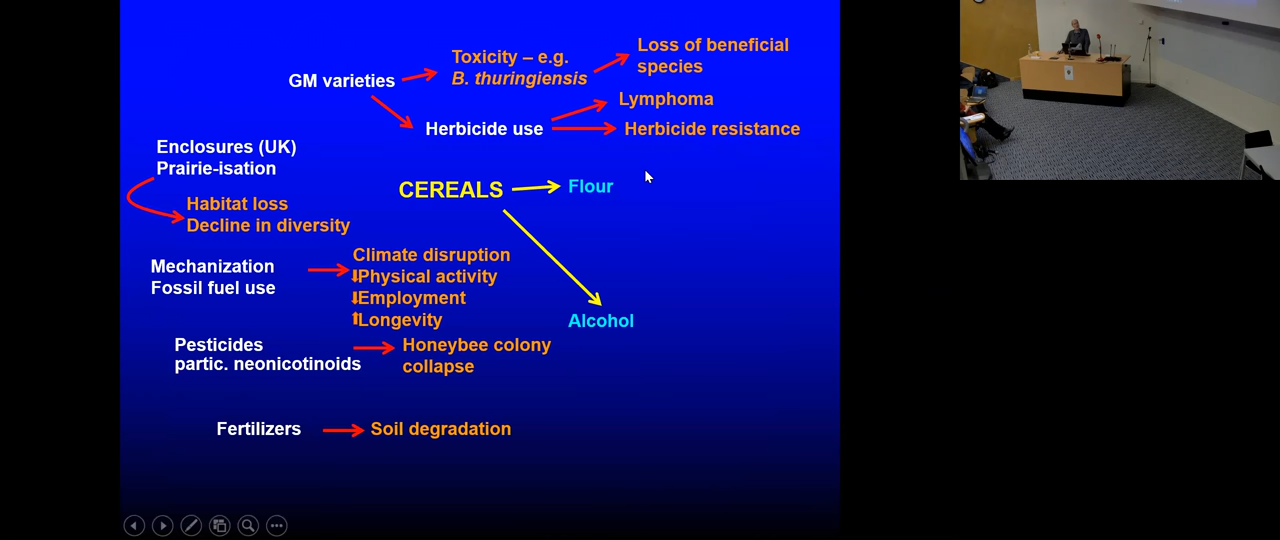 Toxicity – e.g.
B. thuringiensis
Loss of beneficial
species
GM varieties
Lymphoma
Herbicide use
Herbicide resistance
Enclosures (UK)
Prairie-isation
CEREALS
Flour
Habitat loss
Decline in diversity
Mechanization
Fossil fuel use
Climate disruption
⬇Physical activity
⬇Employment
⬆Longevity
Alcohol
Pesticides
partic. neonicotinoids
Honeybee colony
collapse
Fertilizers
Soil degradation